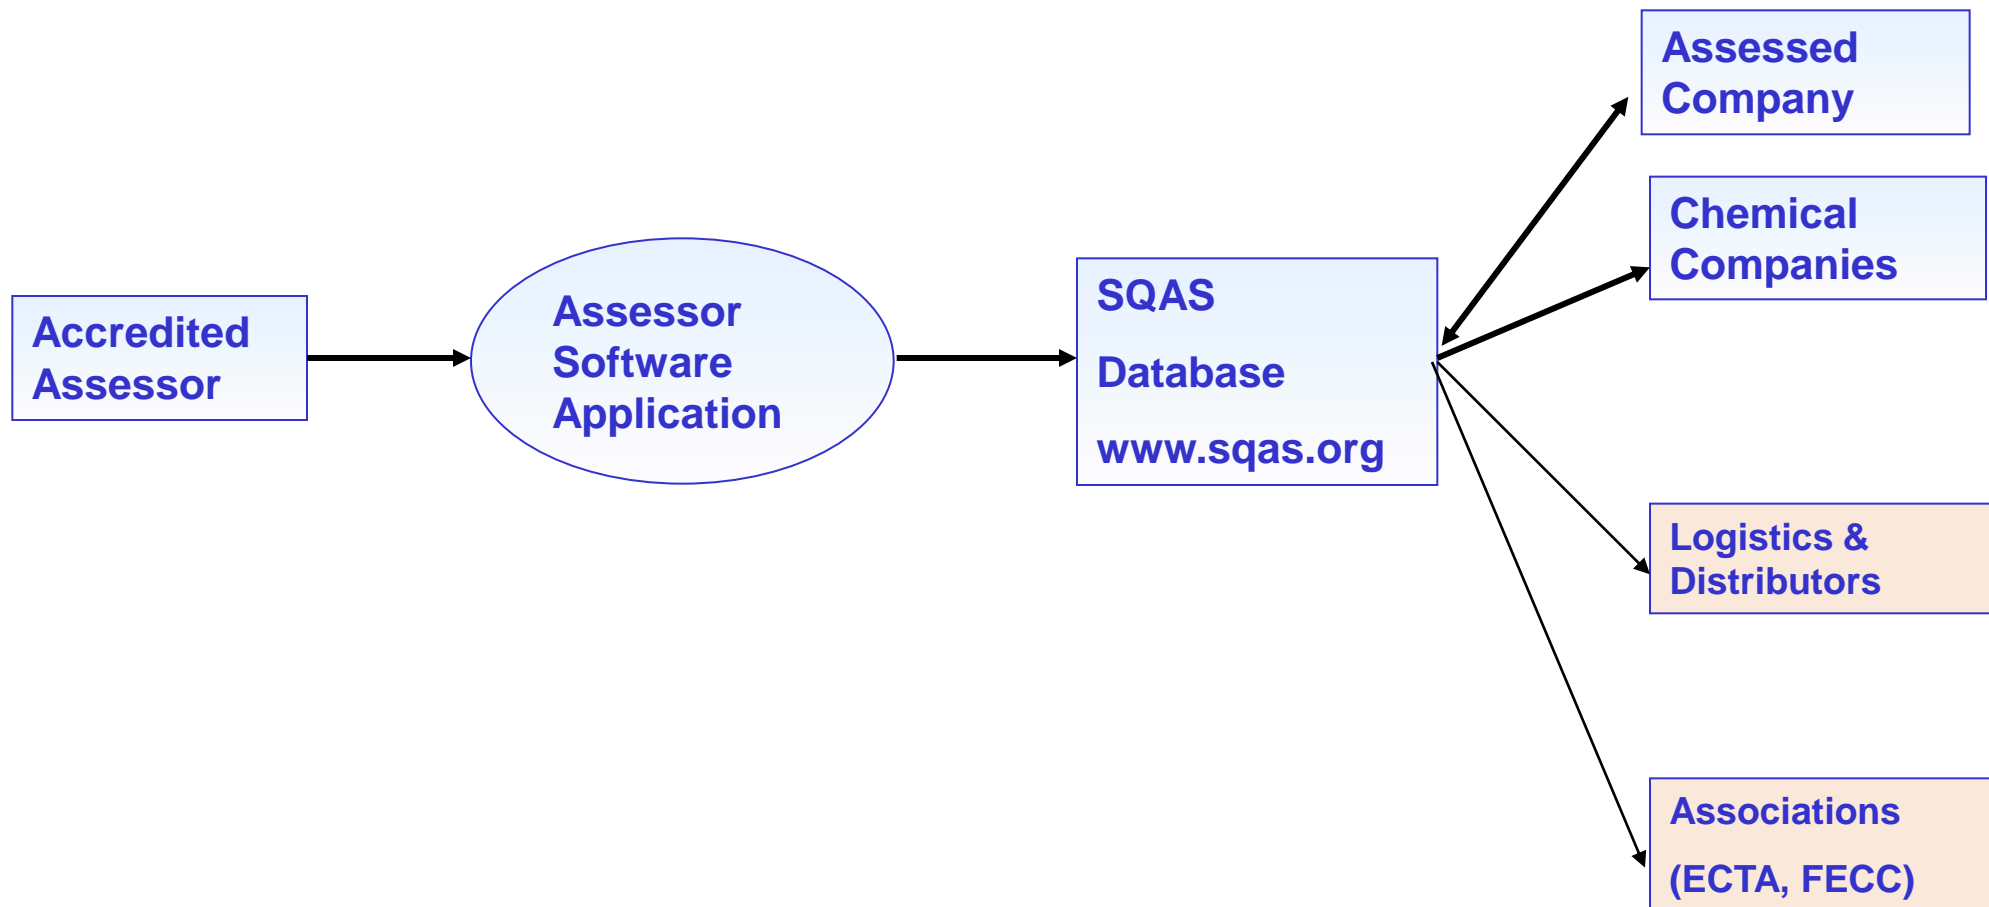 Accredited
Assessor
Assessor
Software
Application
SQAS
Database
www.sqas.org
Assessed
Company
Chemical
Companies
Logistics &
Distributors
Associations
(ECTA, FECC)